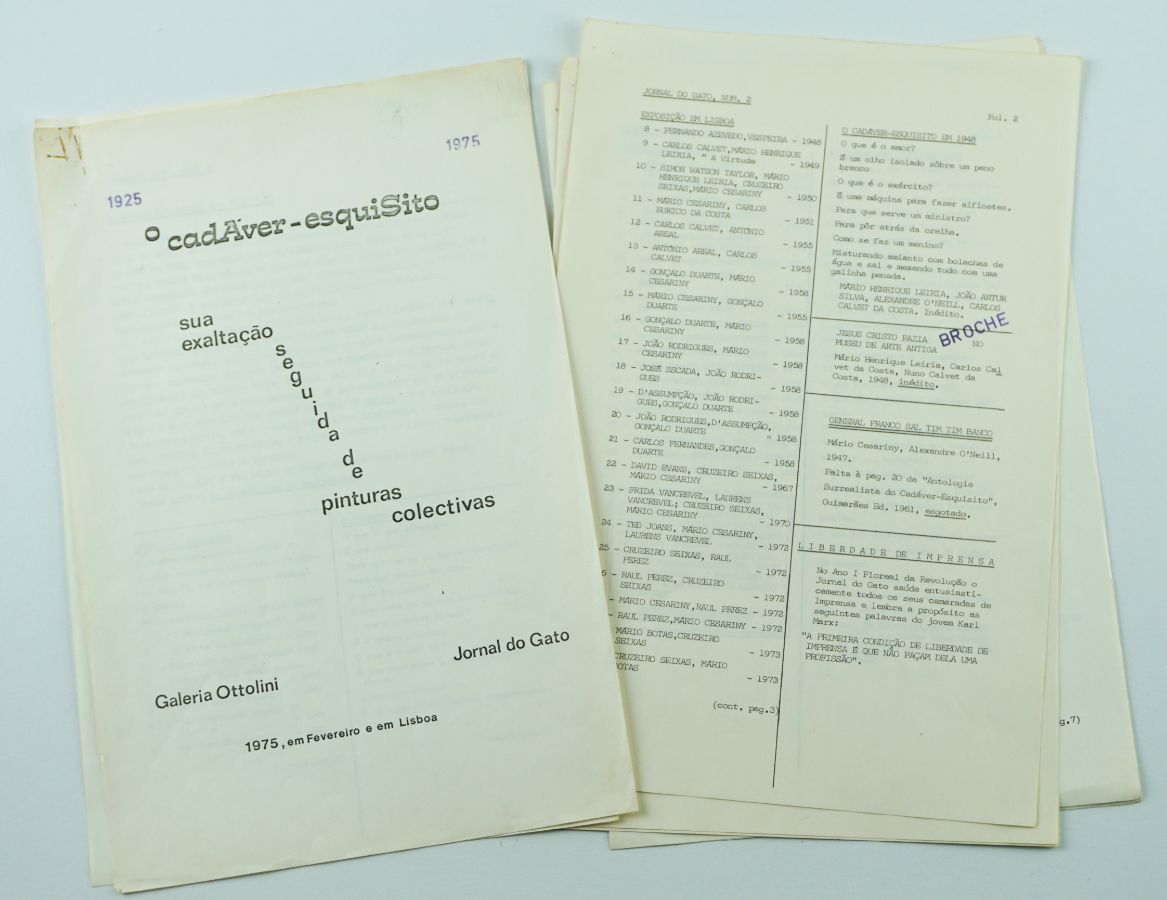 1925
1975
o cadÁver-esquiSito
sua
exaltação
seguida de
pinturas
colectivas
Jornal do Gato
Galeria Ottolini
1975, em Fevereiro e em Lisboa
JORNAL DO GATO, NUM. 2
Fol. 2
EXPOSIÇÃO EM LISBOA
8 - FERNANDO AZEVEDO,VESPEIRA - 1948
9 - CARLOS CALVET,MÁRIO HENRIQUE
LEIRIA, " A Virtude - 1949
10 - SIMON WATSON TAYLOR, MÁRIO
HENRIQUE LEIRIA, CRUZEIRO
SEIXAS,MÁRIO CESARINY - 1950
11 - MÁRIO CESARINY, CARLOS
EURICO DA COSTA - 1951
12 - CARLOS CALVET, ANTÓNIO
AREAL - 1955
13 - ANTÓNIO AREAL, CARLOS
CALVET - 1955
14 - GONÇALO DUARTE, MÁRIO
CESARINY - 1958
15 - MÁRIO CESARINY, GONÇALO
DUARTE - 1955
16 - GONÇALO DUARTE, MÁRIO
CESARINY - 1958
17 - JOÃO RODRIGUES, MÁRIO
CESARINY - 1958
18 - JOSÉ ESCADA, JOÃO RODRI-
GUES - 1958
19 - D'ASSUMPÇÃO, JOÃO RODRI-
GUES,GONÇALO DUARTE - 1958
20 - JOÃO RODRIGUES,D'ASSUMPÇÃO,
GONÇALO DUARTE = 1958
21 - CARLOS FERNANDES,GONÇALO
DUARTE - 1958
22 - DAVID EVANS, CRUZEIRO SEIXAS,
MÁRIO CESARINY - 1967
23 - FRIDA VANCREVEL, LAURENS
VANCREVEL; CRUZEIRO SEIXAS,
MÁRIO CESARINY - 1970
24 - TED JOANS, MÁRIO CESARINY,
LAURENS VANCREVEL - 1972
25 - CRUZEIRO SEIXAS, RAUL
PEREZ - 1972
6 - RAUL PEREZ, CRUZEIRO
SEIXAS - 1972
- MÁRIO CESARINY,RAUL PEREZ - 1972
- RAUL PEREZ,MÁRIO CESARINY - 1972
MÁRIO BOTAS,CRUZEIRO
SEIXAS - 1973
CRUZEIRO SEIXAS, MÁRIO
BOTAS - 1973
(cont. pag.3)
O CADÁVER-ESQUISITO EM 1948
O que é o amor?
É um olho isolado sôbre um pano
branco
O que é o exército?
É uma máquina para fazer alfinetes.
Para que serve um ministro?
Para pôr atrás da orelha.
Como se faz um menino?
Misturando amianto com bolachas de
água e sal e mexendo tudo com uma
galinha penada.
MÁRIO HENRIQUE LEIRIA, JOÃO ARTUR
SILVA, ALEXANDRE O'NEILL, CARLOS
CALVET DA COSTA. Inédito.
JESUS CRISTO FAZIA BROCHE NO
MUSEU DE ARTE ANTIGA
Mário Henrique Leiria, Carlos Cal
vet da Costa, Nuno Calvet da
Costa, 1948, inédito.
GENERAL FRANCO SAL TIM TIM BANCO
Mário Cesariny, Alexandre O'Neill,
1947.
Falta à pag. 20 da "Antologia
Surrealista do Cadáver-Esquisito",
Guimarães Ed. 1961, esgotado.
LIBERDADE DE IMPRENSA
No Ano I Floreal da Revolução o
Jornal do Gato saúda entusiasti-
camente todos os seus camaradas de
Imprensa e lembra a propósito as
seguintes palavras do jovem Karl
Marx:
"A PRIMEIRA CONDIÇÃO DE LIBERDADE DE
IMPRENSA É QUE NÃO FAÇAM DELA UMA
PROFISSÃO".
g.7)